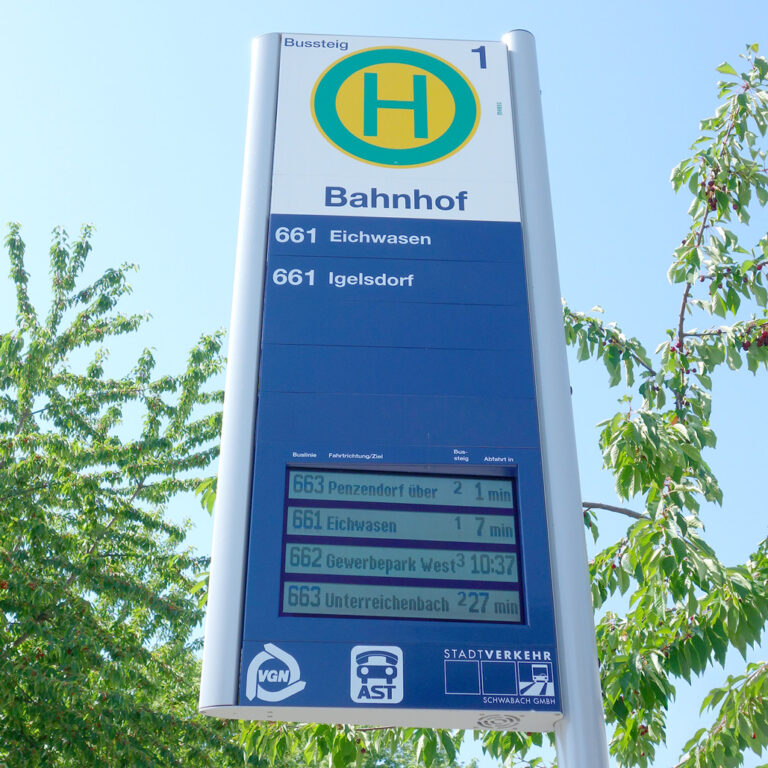 Bussteig 1
H
Bahnhof
661 Eichwasen
661 Igelsdorf
Buslinie Fahrtrichtung/Ziel Bus-steig Abfahrt in
663 Penzendorf über 2 1 min
661 Eichwasen 1 7 min
662 Gewerbepark West 3 10:37
663 Unterreichenbach 2 27 min
VGN
AST
STADTVERKEHR
SCHWABACH GMBH